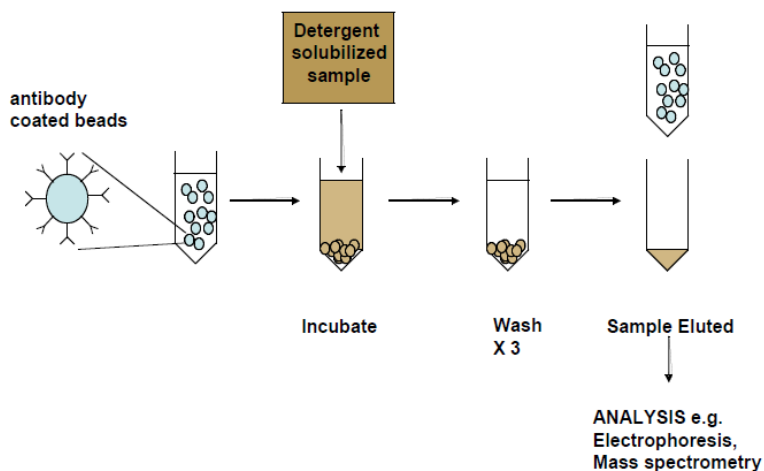 Detergent
solubilized
sample
antibody
coated beads
Incubate
Wash
X 3
Sample Eluted
ANALYSIS e.g.
Electrophoresis,
Mass spectrometry